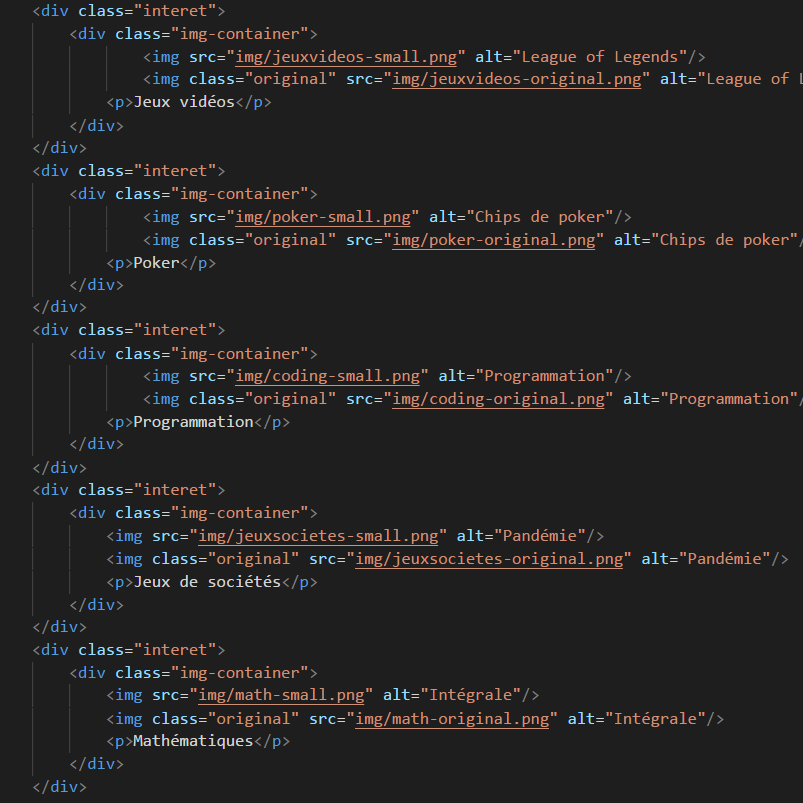 <div class="interet">
<div class="img-container">
<img src="img/jeuxvideos-small.png" alt="League of Legends"/>
<img class="original" src="img/jeuxvideos-original.png" alt="League of
<p>Jeux vidéos</p>
</div>
</div>
<div class="interet">
<div class="img-container">
<img src="img/poker-small.png" alt="Chips de poker"/>
<img class="original" src="img/poker-original.png" alt="Chips de poker"/
<p>Poker</p>
</div>
</div>
<div class="interet">
<div class="img-container">
<img src="img/coding-small.png" alt="Programmation"/>
<img class="original" src="img/coding-original.png" alt="Programmation"/
<p>Programmation</p>
</div>
</div>
<div class="interet">
<div class="img-container">
<img src="img/jeuxsocietes-small.png" alt="Pandémie"/>
<img class="original" src="img/jeuxsocietes-original.png" alt="Pandémie"/>
<p>Jeux de sociétés</p>
</div>
</div>
<div class="interet">
<div class="img-container">
<img src="img/math-small.png" alt="Intégrale"/>
<img class="original" src="img/math-original.png" alt="Intégrale"/>
<p>Mathématiques</p>
</div>
</div>